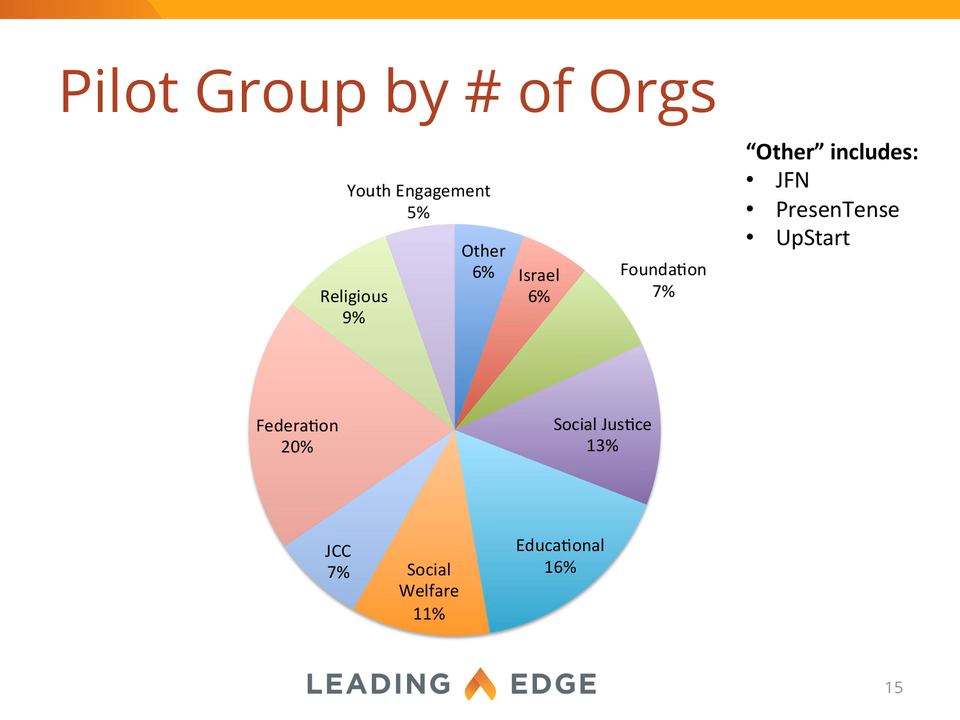 Pilot Group by # of Orgs
“Other” includes:
• JFN
• PresenTense
• UpStart
Youth Engagement
5%
Other
6%
Israel
6%
Foundation
7%
Religious
9%
Federation
20%
Social Justice
13%
JCC
7%
Social
Welfare
11%
Educational
16%
LEADING EDGE
15